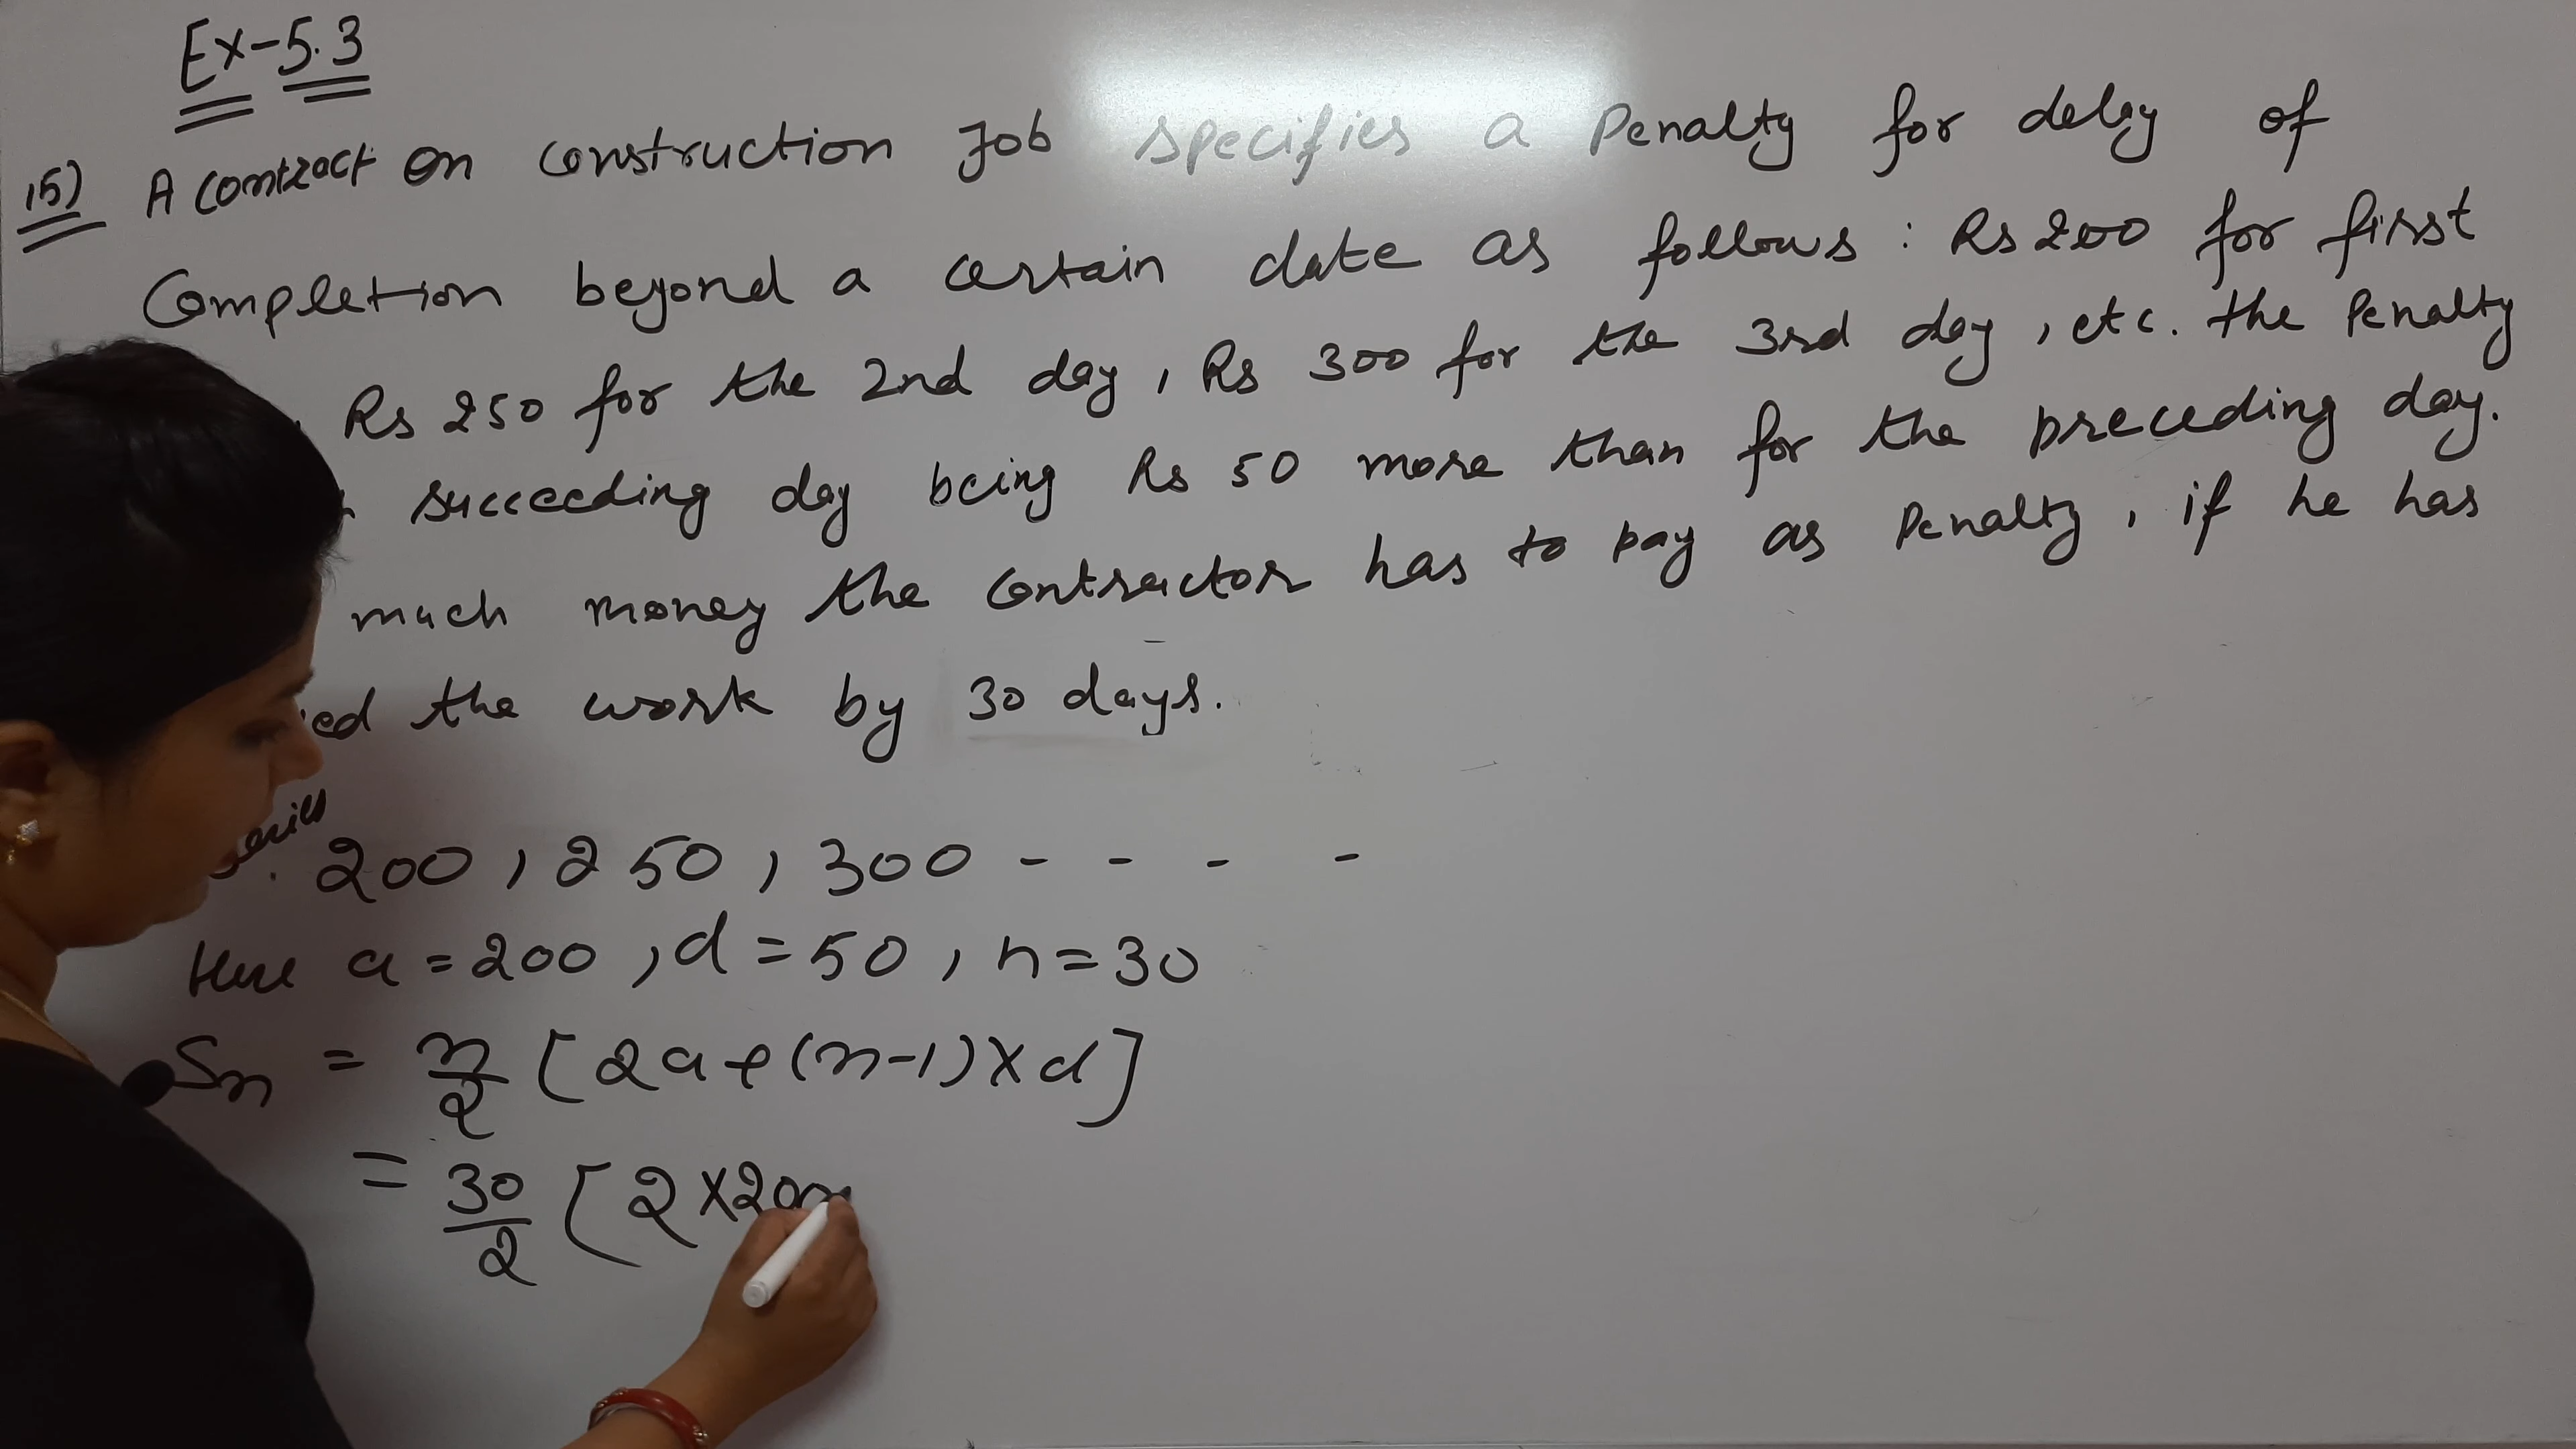 Ex-5.3
15) A contract on construction Job specifies a Penalty for delay of
Completion beyond a certain date as follows : Rs 200 for first
Rs 250 for the 2nd day, Rs 300 for the 3rd day, etc. the Penalty
succeeding day being Rs 50 more than for the preceding day.
much money the contractor has to pay as Penalty, if he has
ied the work by 30 days.
200, 250, 300 - - - -
Here a = 200, d = 50, n = 30
Sn = n/2 [2a + (n-1) × d]
= 30/2 [2 × 200